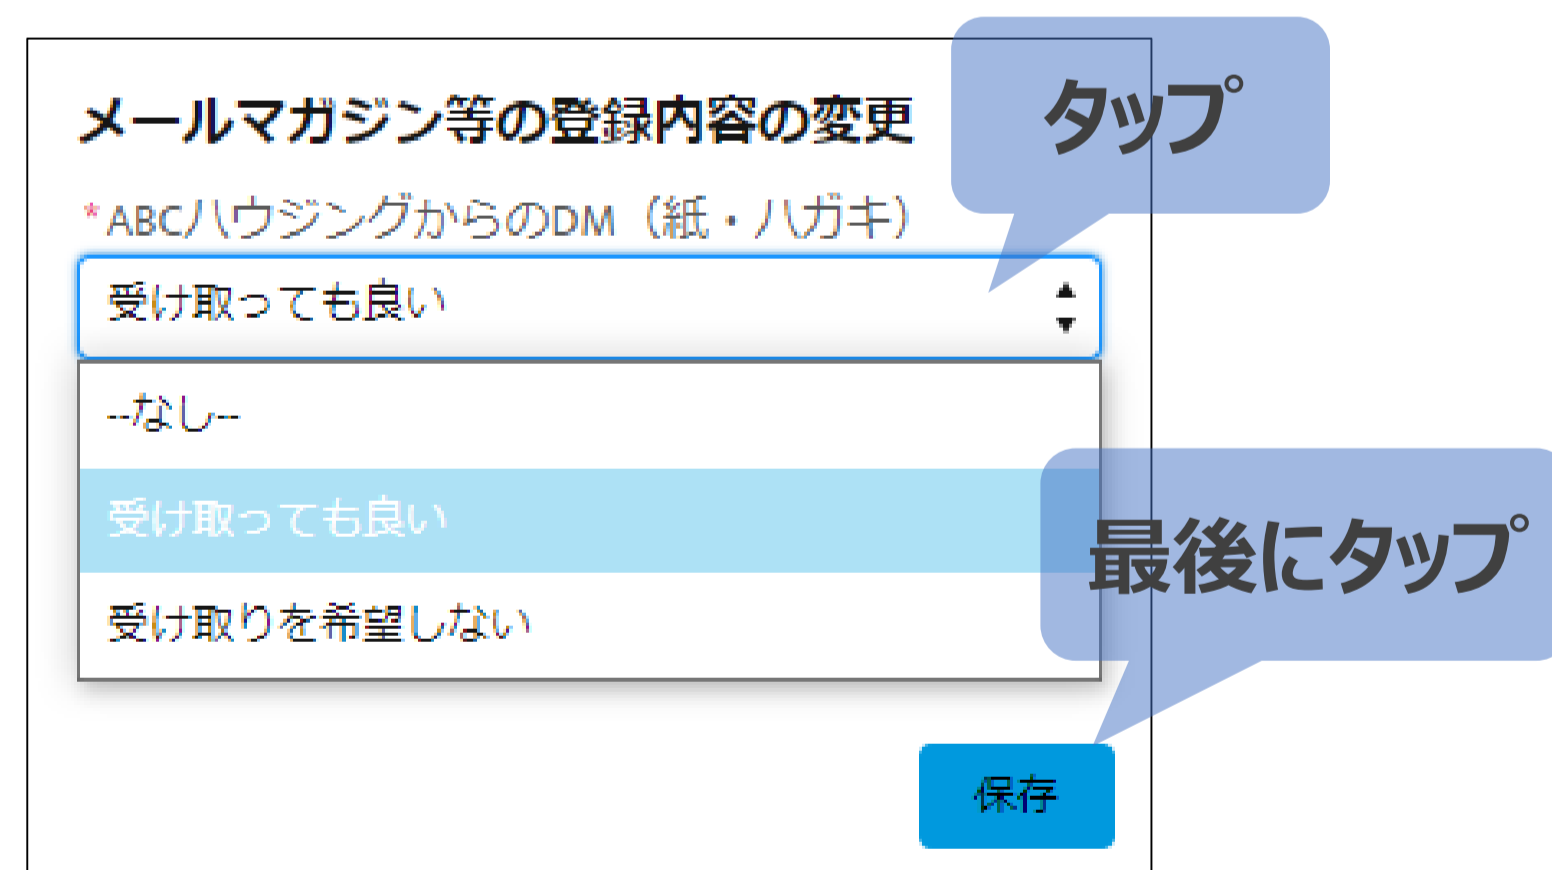 メールマガジン等の登録内容の変更
タップ
*ABCハウジングからのDM（紙・ハガキ）
受け取っても良い
--なし--
受け取っても良い
最後にタップ
受け取りを希望しない
保存